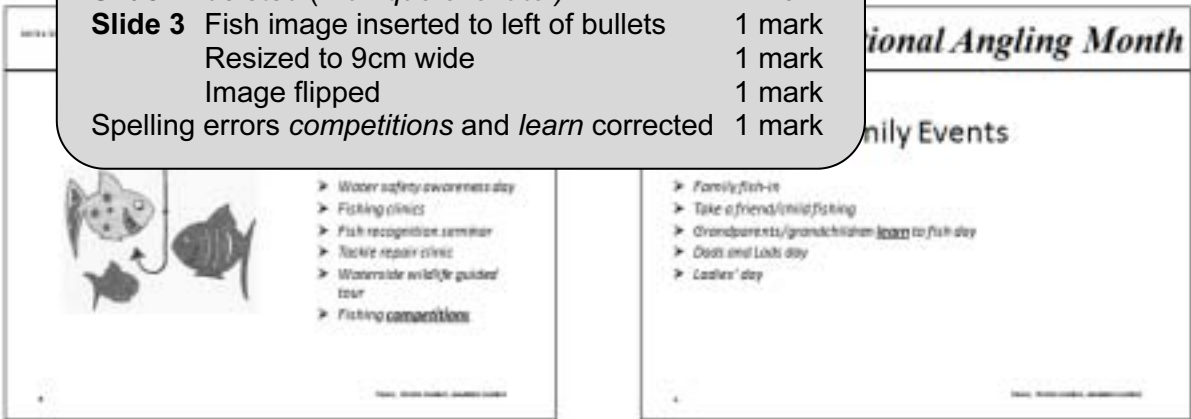 Slide 3 Fish image inserted to left of bullets 1 mark
Resized to 9cm wide 1 mark
Image flipped 1 mark
Spelling errors competitions and learn corrected 1 mark
➤ Water safety awareness day
➤ Fishing clinics
➤ Fish recognition seminar
➤ Tackle repair clinic
➤ Waterside wildlife guided
tour
➤ Fishing competitions
Angling Month
Events
➤ Family fish-in
➤ Take a friend/child fishing
➤ Grandparents/grandchildren learn to fish day
➤ Dads and Lads day
➤ Ladies' day